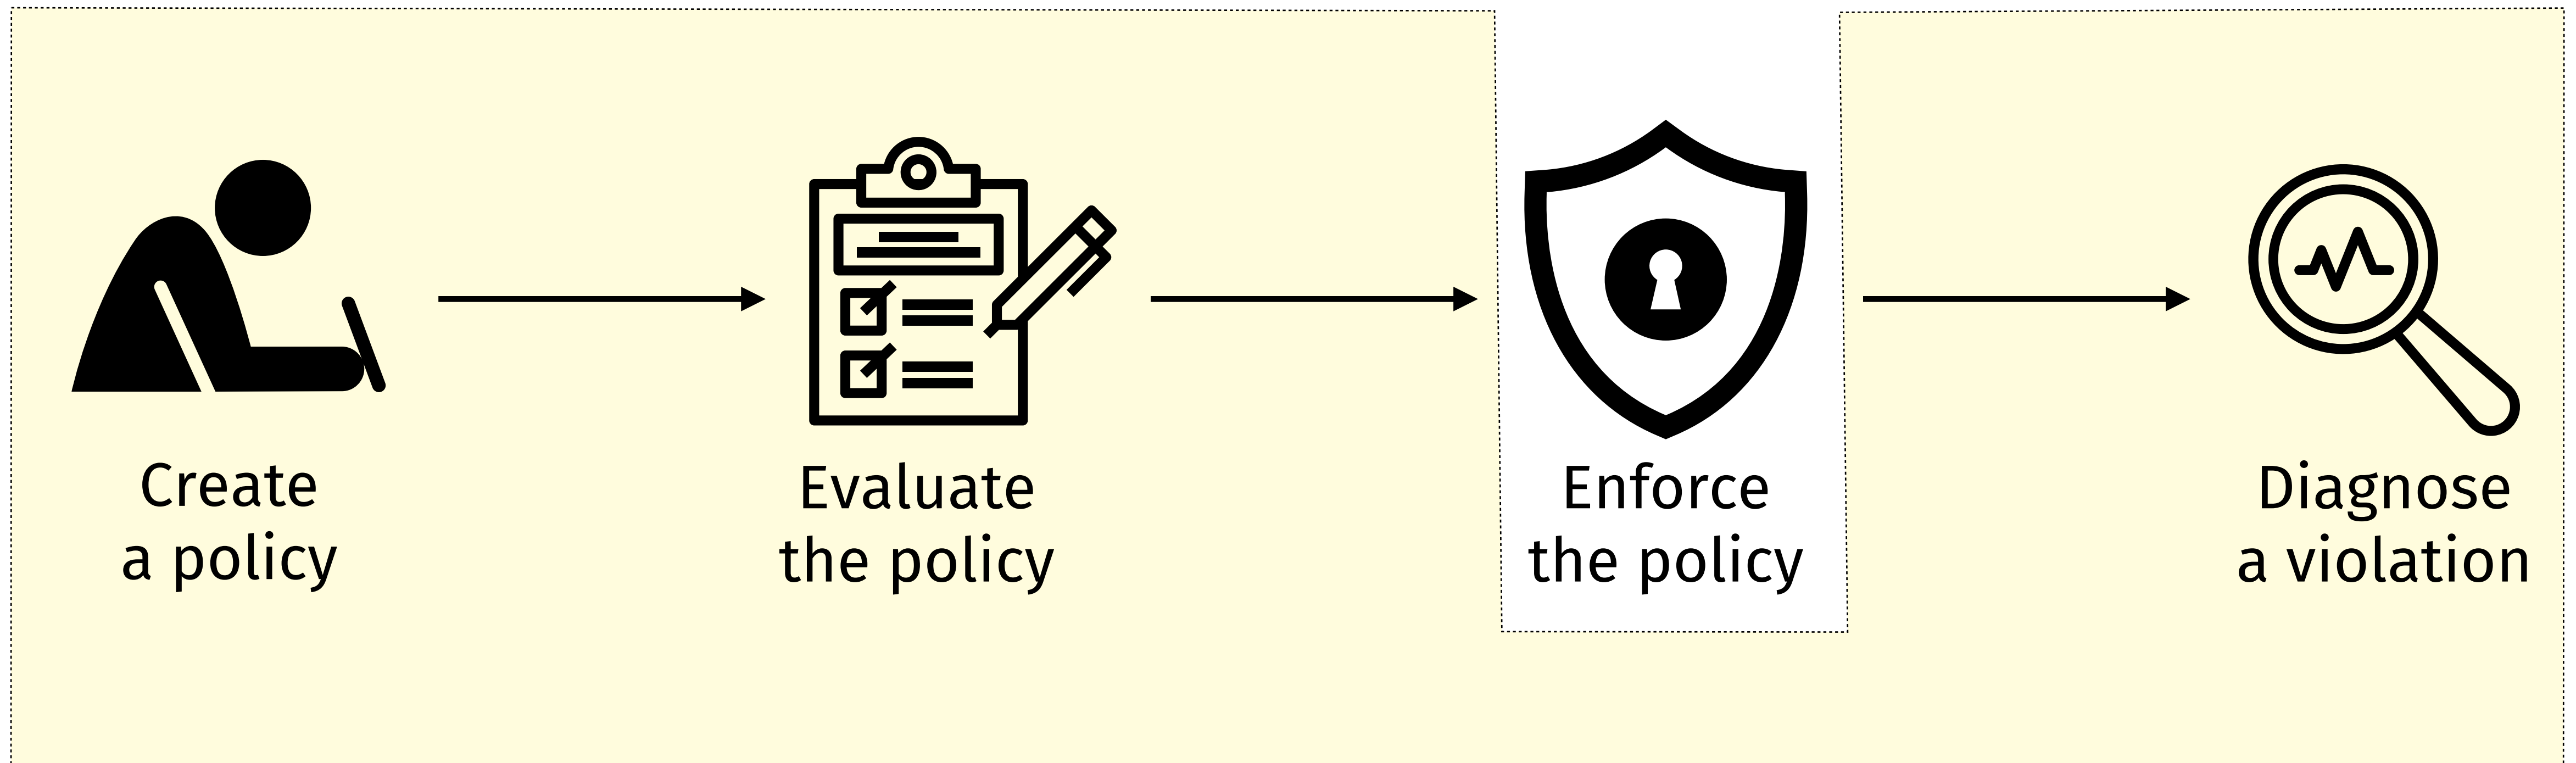 Create
a policy
Evaluate
the policy
Enforce
the policy
Diagnose
a violation